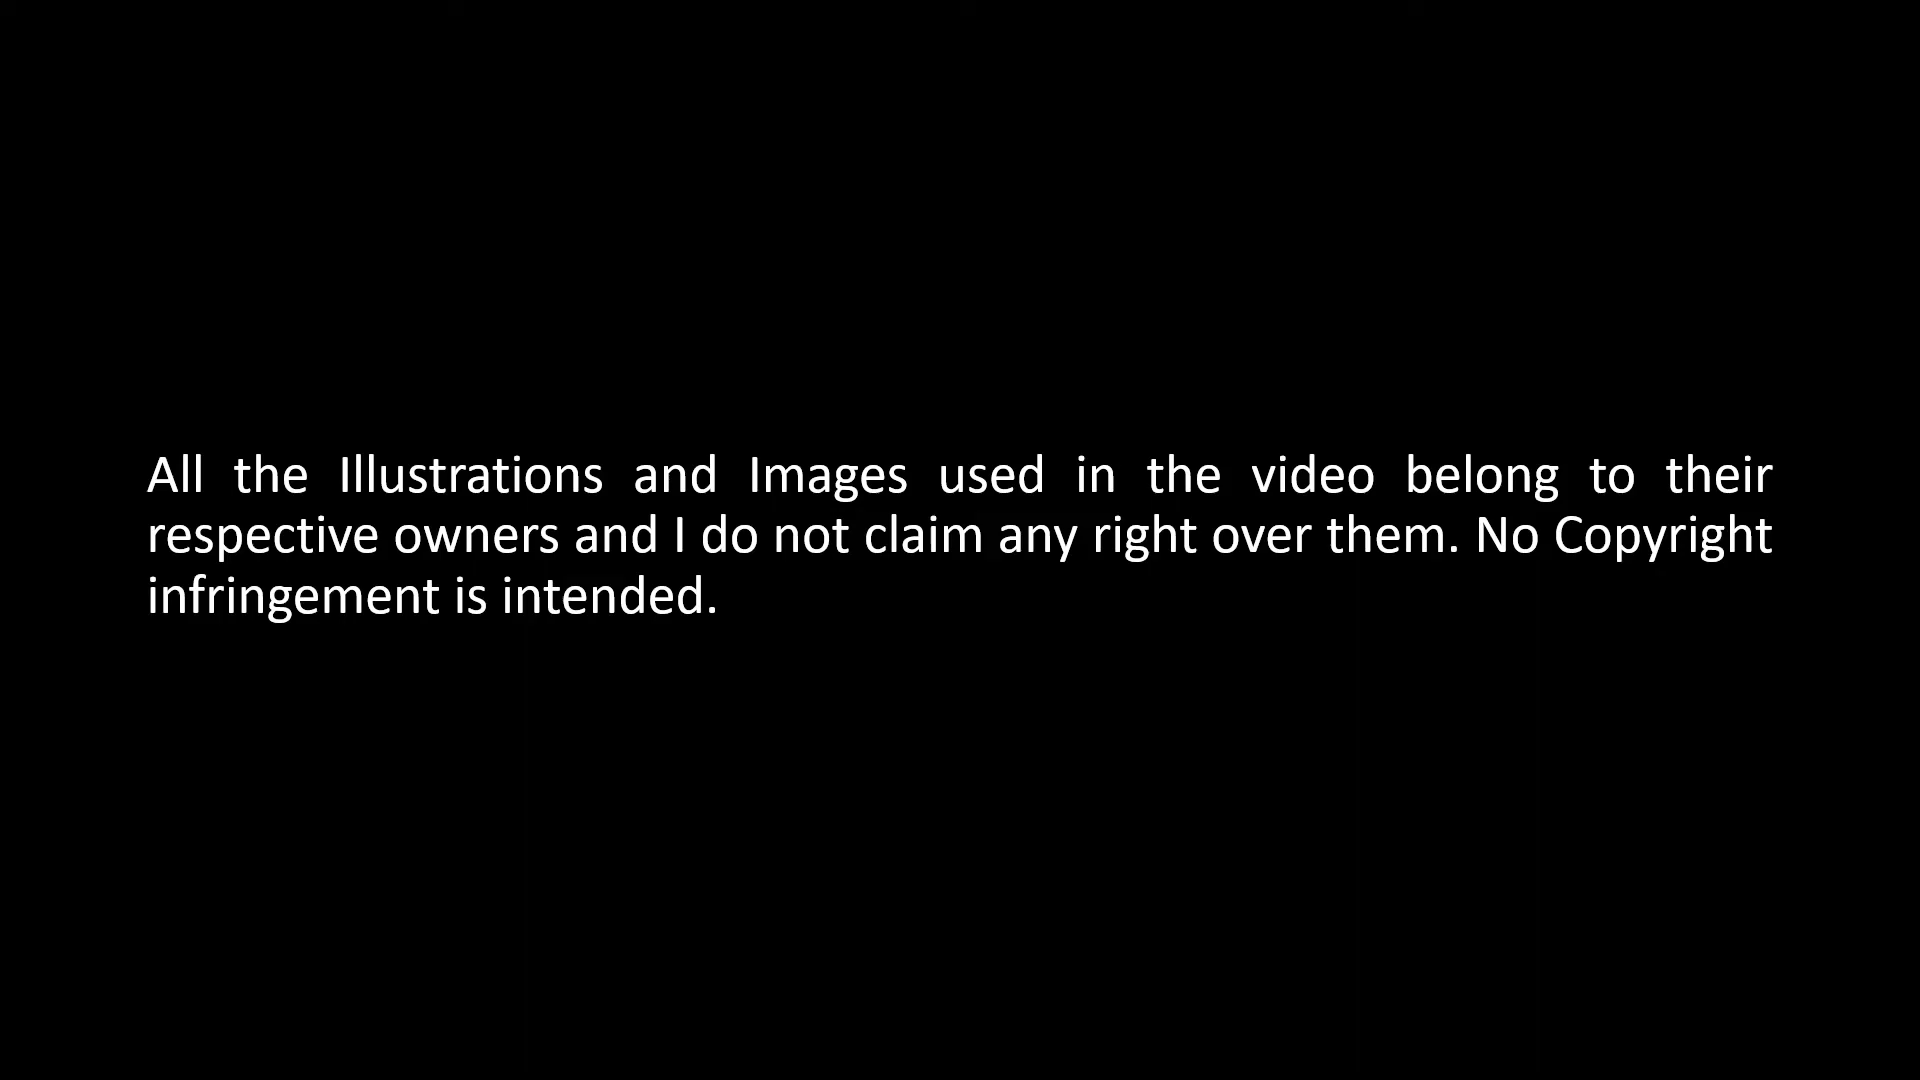 All the Illustrations and Images used in the video belong to their
respective owners and I do not claim any right over them. No Copyright
infringement is intended.